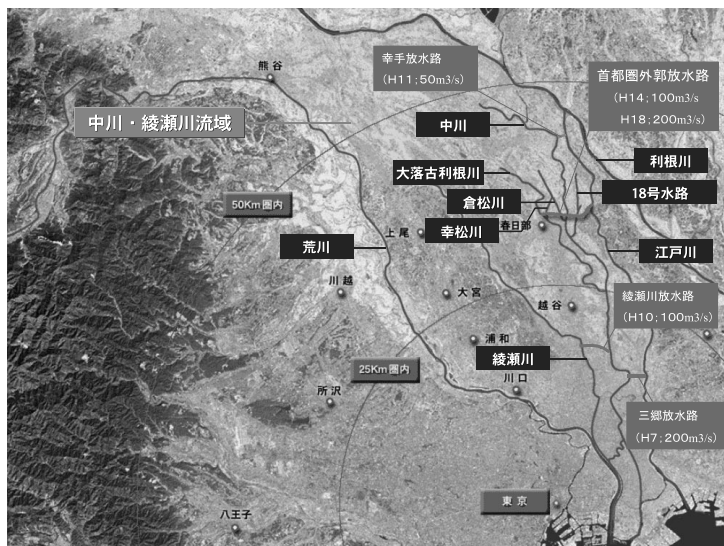 熊谷
幸手放水路
(H11;50m3/s)
首都圏外郭放水路
(H14;100m3/s
H18;200m3/s)
中川・綾瀬川流域
中川
利根川
大落古利根川
18号水路
50Km圏内
倉松川
上尾
幸松川
春日部
荒川
江戸川
川越
大宮
綾瀬川放水路
(H10;100m3/s)
越谷
浦和
綾瀬川
25Km圏内
川口
所沢
三郷放水路
(H7;200m3/s)
東京
八王子